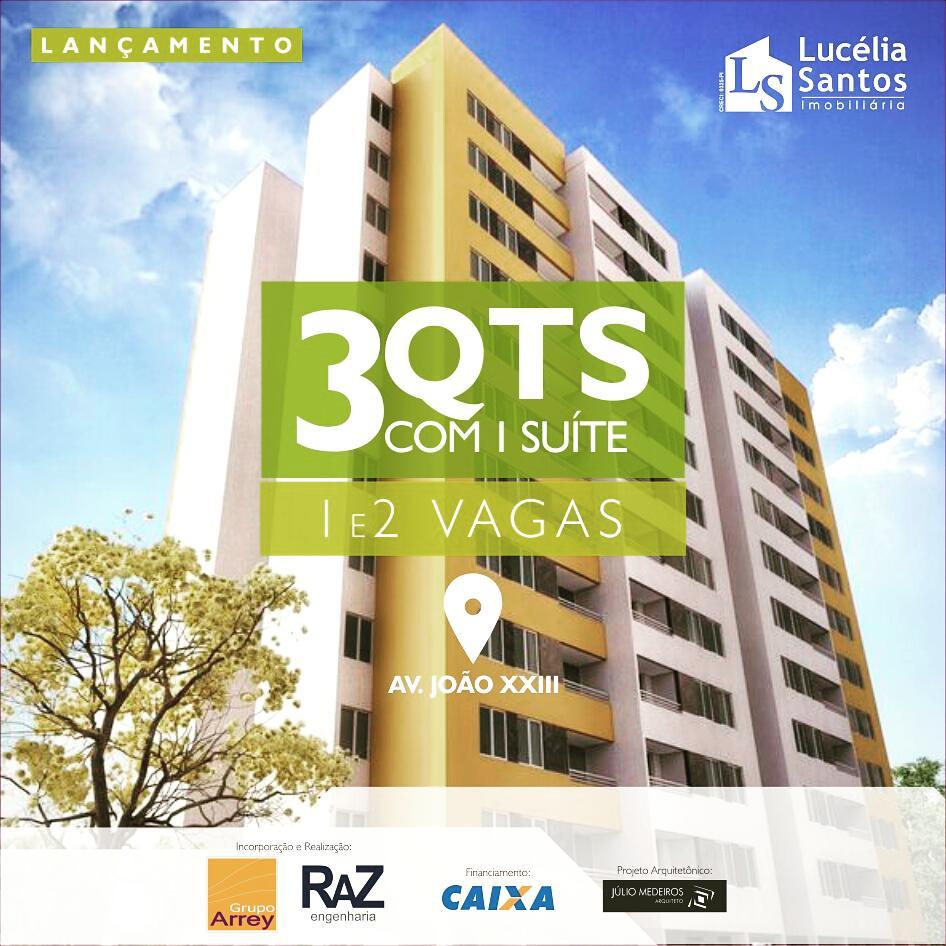 LANÇAMENTO
LS
Lucélia
Santos
imobiliária
3QTS
COM 1 SUÍTE
1 E 2 VAGAS
AV. JOÃO XXIII
Incorporação e Realização:
Grupo
Arrey
RAZ
engenharia
Financiamento:
CAIXA
Projeto Arquitetônico:
JÚLIO MEDEIROS
ARQUITETO